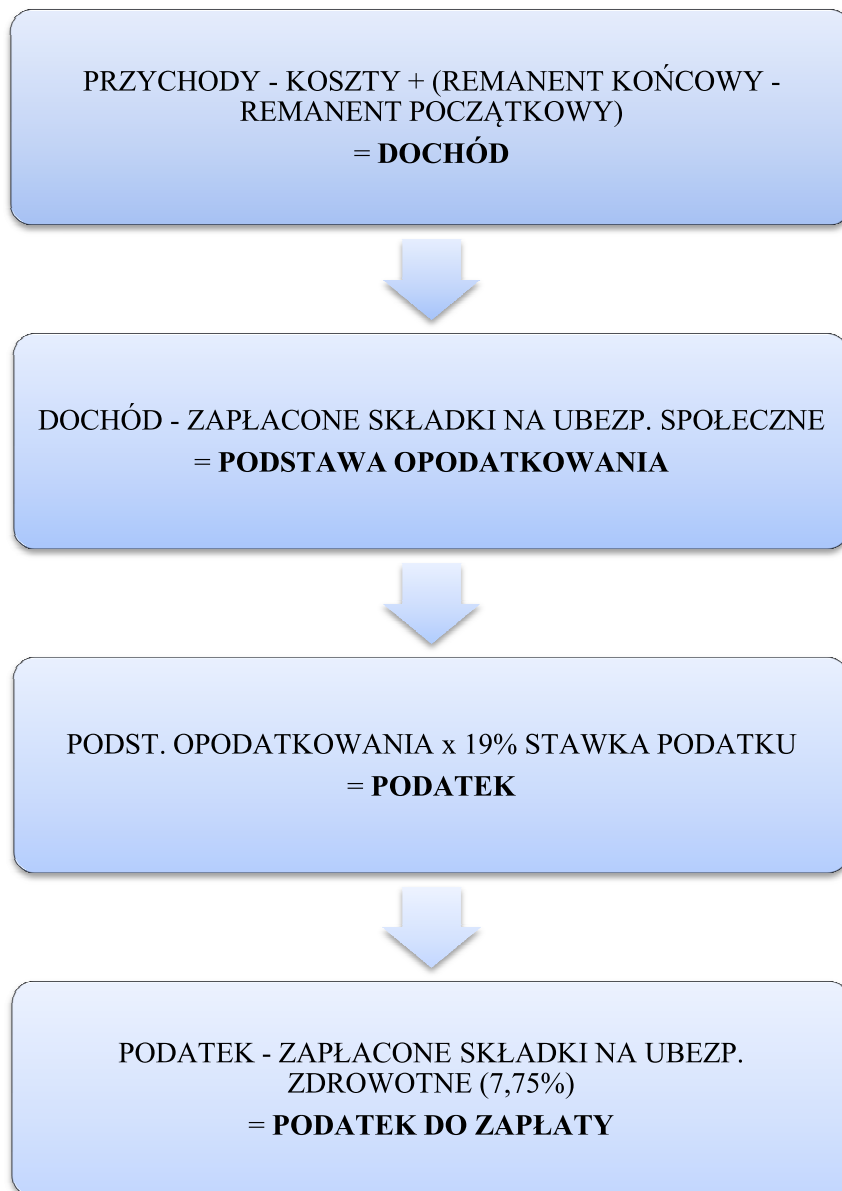 PRZYCHODY - KOSZTY + (REMANENT KOŃCOWY -
REMANENT POCZĄTKOWY)
= DOCHÓD
DOCHÓD - ZAPŁACONE SKŁADKI NA UBEZP. SPOŁECZNE
= PODSTAWA OPODATKOWANIA
PODST. OPODATKOWANIA x 19% STAWKA PODATKU
= PODATEK
PODATEK - ZAPŁACONE SKŁADKI NA UBEZP.
ZDROWOTNE (7,75%)
= PODATEK DO ZAPŁATY